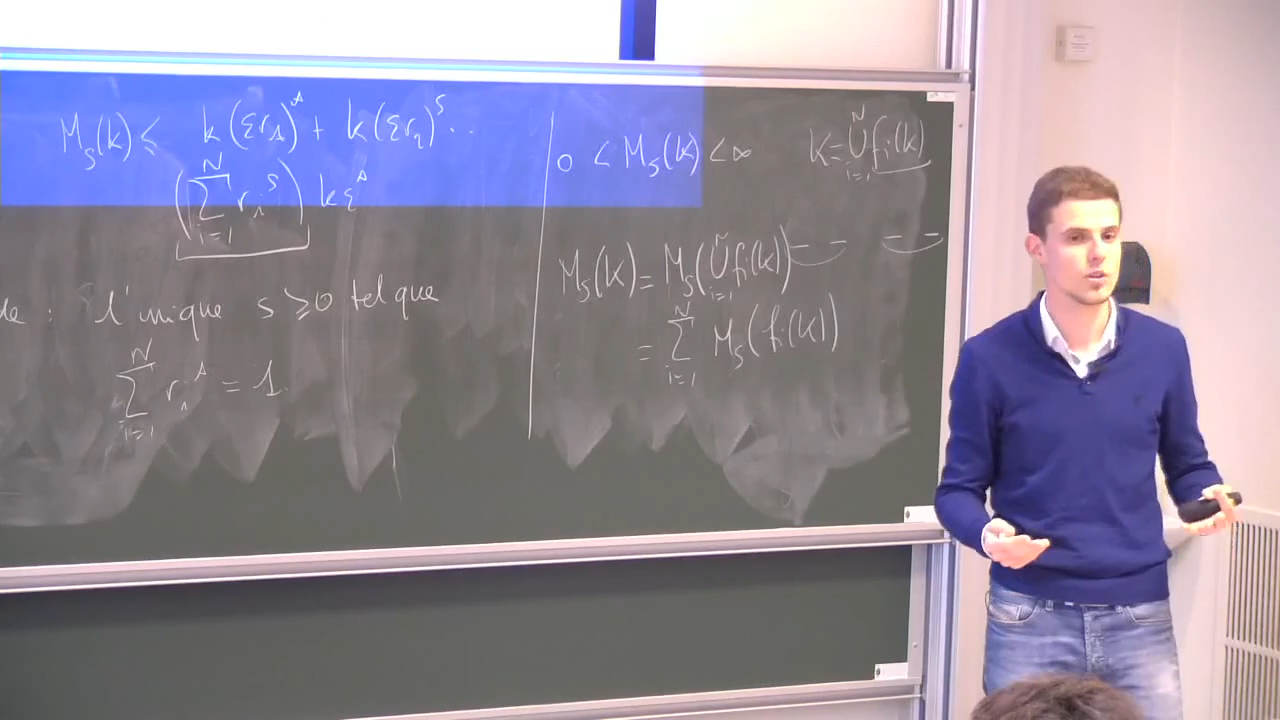 M_s(k) ≤ k(εr_1)^s + k(εr_2)^s ..
(∑_{i=1}^{N} r_i^s) kε^s
de : l'unique s ≥ 0 tel que
∑_{i=1}^{N} r_i^s = 1.
0 < M_s(k) < ∞ k = ∪_{i=1}^{N} f_i(k)
M_s(k) = M_s(∪_{i=1}^{N} f_i(k))
= ∑_{i=1}^{N} M_s(f_i(k))